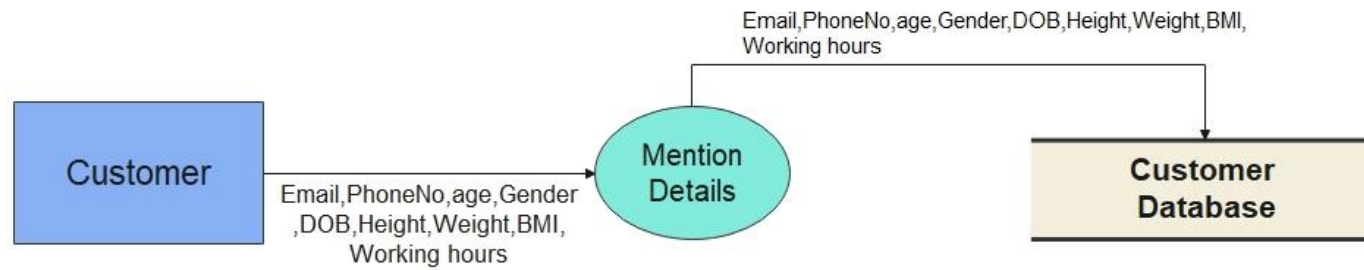 Email,PhoneNo,age,Gender,DOB,Height,Weight,BMI,
Working hours
Customer
Email,PhoneNo,age,Gender
,DOB,Height,Weight,BMI,
Working hours
Mention
Details
Customer
Database